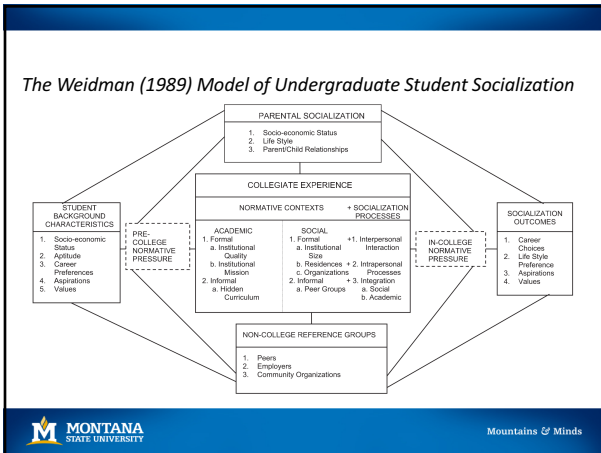 The Weidman (1989) Model of Undergraduate Student Socialization
PARENTAL SOCIALIZATION
1. Socio-economic Status
2. Life Style
3. Parent/Child Relationships
STUDENT
BACKGROUND
CHARACTERISTICS
1. Socio-economic
Status
2. Aptitude
3. Career
Preferences
4. Aspirations
5. Values
PRE-
COLLEGE
NORMATIVE
PRESSURE
COLLEGIATE EXPERIENCE
NORMATIVE CONTEXTS
+ SOCIALIZATION
PROCESSES
ACADEMIC
1. Formal
a. Institutional
Quality
b. Institutional
Mission
2. Informal
a. Hidden
Curriculum
SOCIAL
1. Formal
a. Institutional
Size
b. Residences
c. Organizations
2. Informal
a. Peer Groups
+1. Interpersonal
Interaction
+ 2. Intrapersonal
Processes
+ 3. Integration
a. Social
b. Academic
IN-COLLEGE
NORMATIVE
PRESSURE
SOCIALIZATION
OUTCOMES
1. Career
Choices
2. Life Style
Preference
3. Aspirations
4. Values
NON-COLLEGE REFERENCE GROUPS
1. Peers
2. Employers
3. Community Organizations
M MONTANA
STATE UNIVERSITY
Mountains & Minds